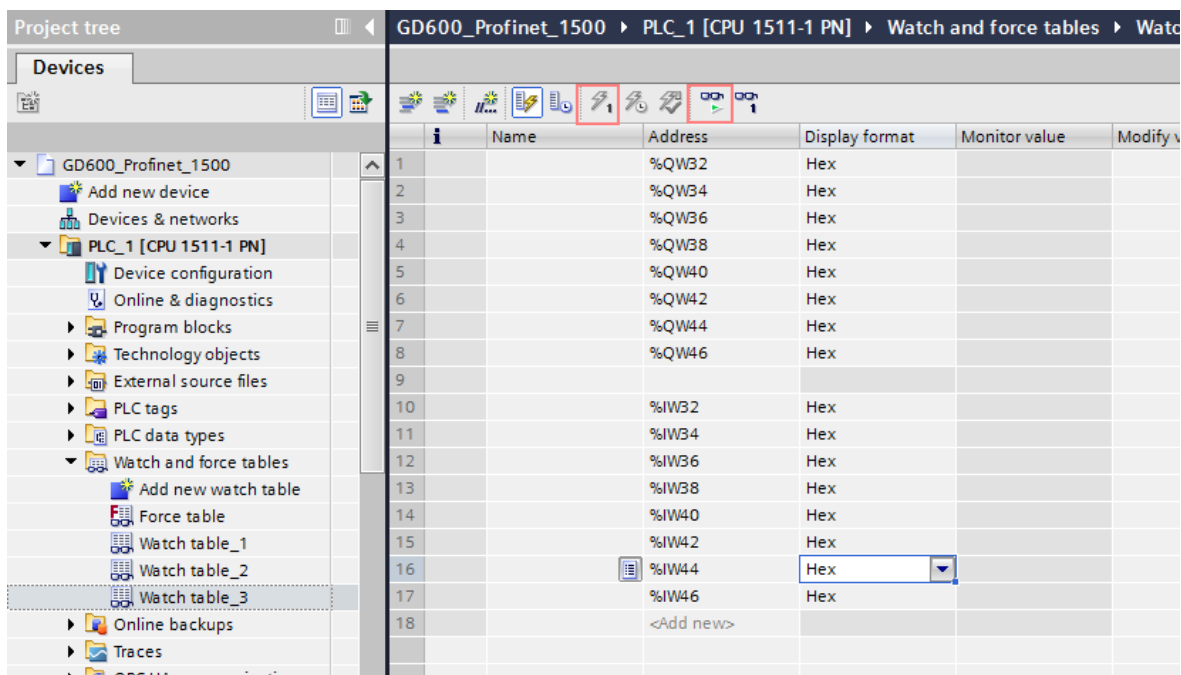 Project tree
GD600_Profinet_1500 ▸ PLC_1 [CPU 1511-1 PN] ▸ Watch and force tables ▸ Watc
Devices
i Name Address Display format Monitor value Modify v
GD600_Profinet_1500
Add new device
Devices & networks
PLC_1 [CPU 1511-1 PN]
Device configuration
Online & diagnostics
Program blocks
Technology objects
External source files
PLC tags
PLC data types
Watch and force tables
Add new watch table
Force table
Watch table_1
Watch table_2
Watch table_3
Online backups
Traces
1 %QW32 Hex
2 %QW34 Hex
3 %QW36 Hex
4 %QW38 Hex
5 %QW40 Hex
6 %QW42 Hex
7 %QW44 Hex
8 %QW46 Hex
9
10 %IW32 Hex
11 %IW34 Hex
12 %IW36 Hex
13 %IW38 Hex
14 %IW40 Hex
15 %IW42 Hex
16 %IW44 Hex
17 %IW46 Hex
18 <Add new>